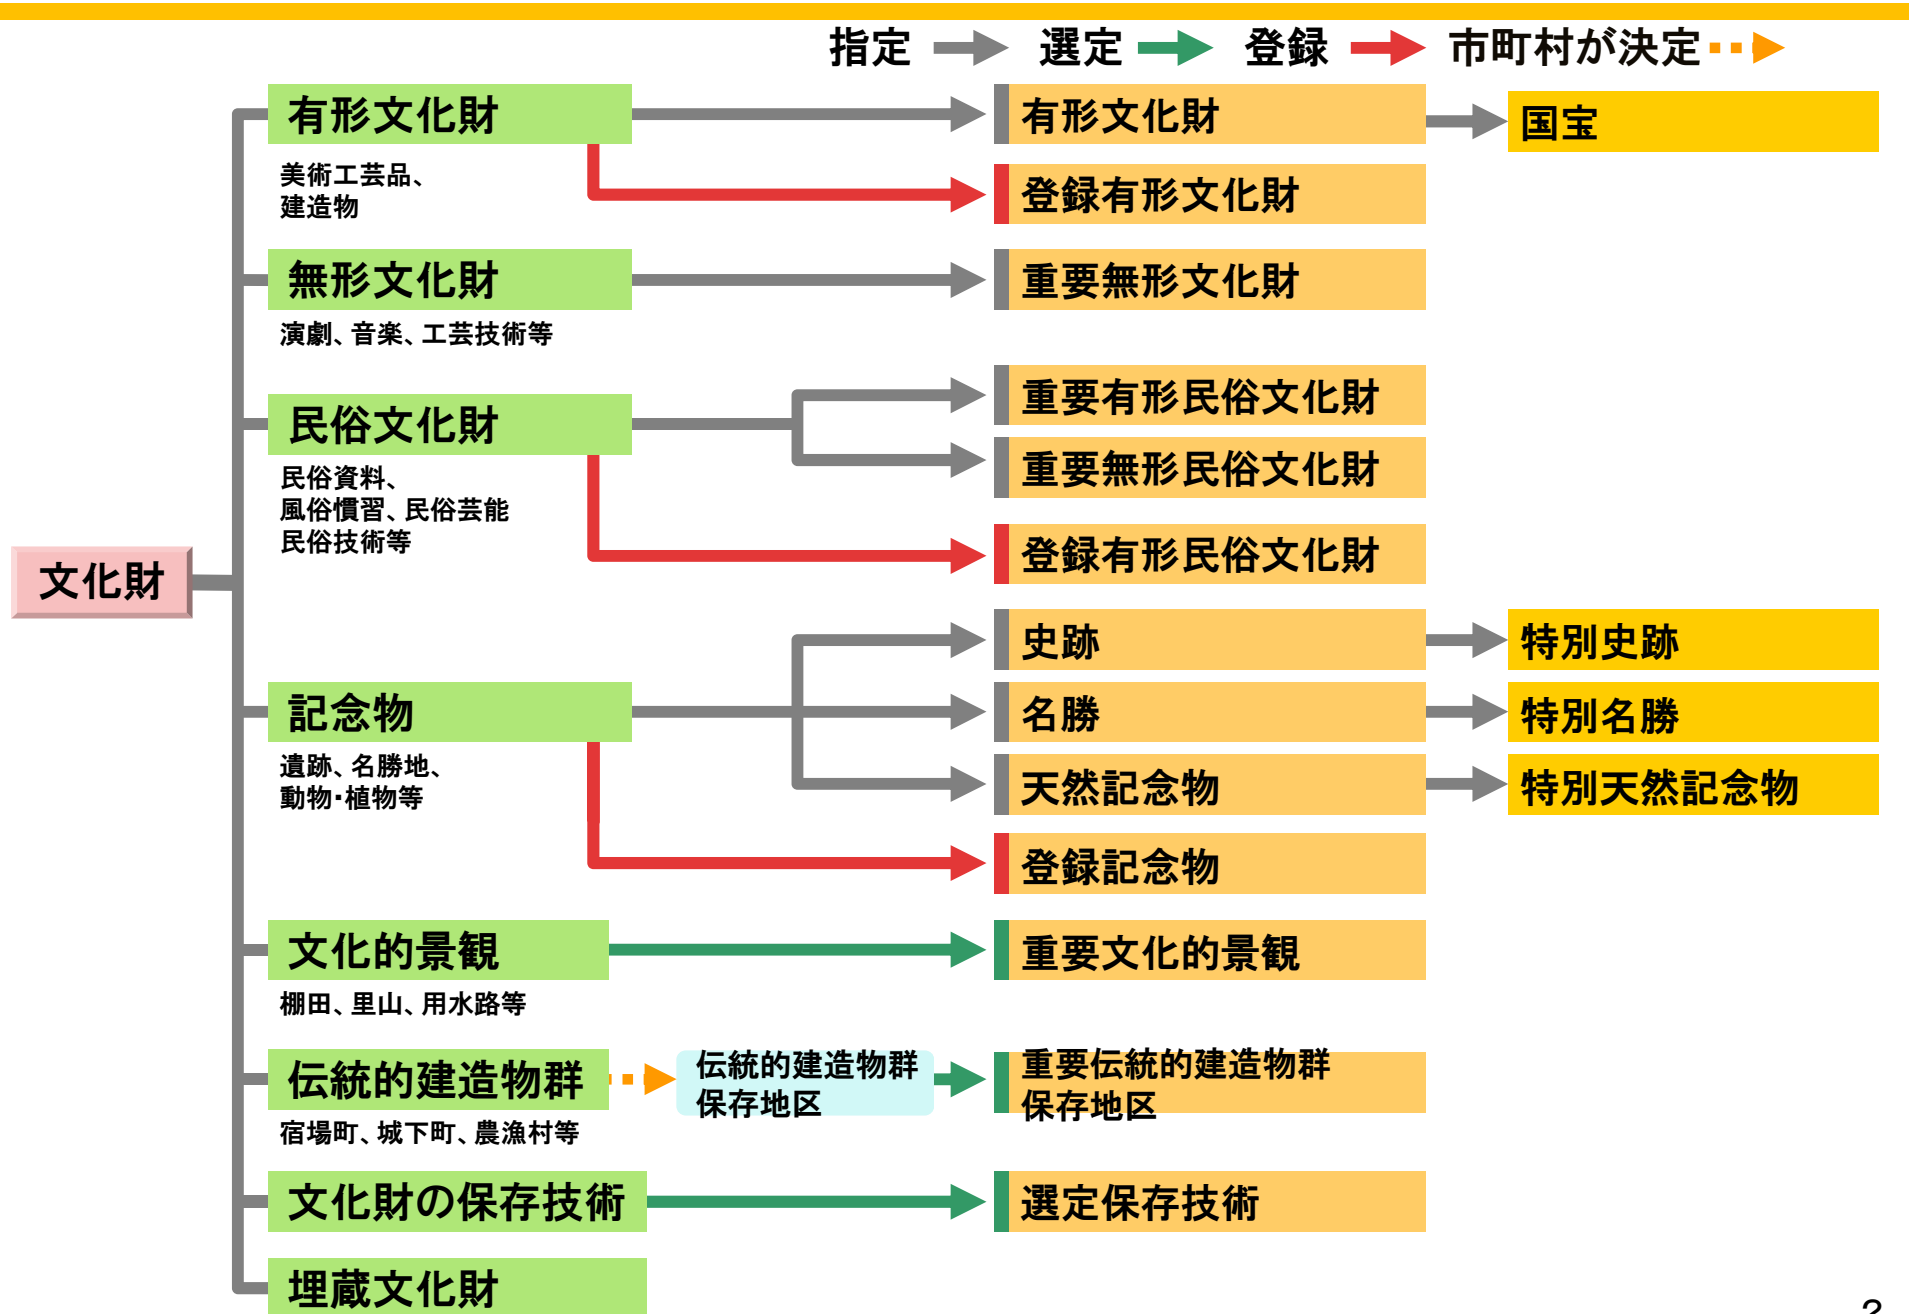 指定
選定
登録
市町村が決定
有形文化財
美術工芸品、
建造物
有形文化財
国宝
登録有形文化財
無形文化財
演劇、音楽、工芸技術等
重要無形文化財
民俗文化財
民俗資料、
風俗慣習、民俗芸能
民俗技術等
重要有形民俗文化財
重要無形民俗文化財
登録有形民俗文化財
文化財
記念物
遺跡、名勝地、
動物・植物等
史跡
特別史跡
名勝
特別名勝
天然記念物
特別天然記念物
登録記念物
文化的景観
棚田、里山、用水路等
重要文化的景観
伝統的建造物群
宿場町、城下町、農漁村等
伝統的建造物群
保存地区
重要伝統的建造物群
保存地区
文化財の保存技術
選定保存技術
埋蔵文化財
2